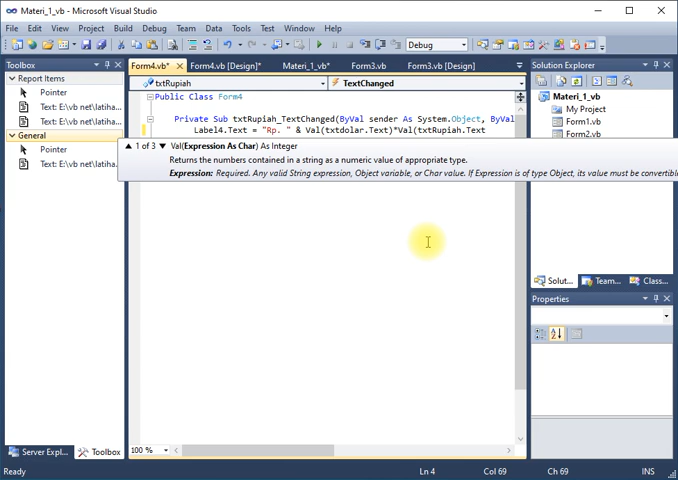 Materi_1_vb - Microsoft Visual Studio
File Edit View Project Build Debug Team Data Tools Test Window Help
Debug
Toolbox
Report Items
Pointer
Text: E:\vb net\latiha...
Text: E:\vb net\latiha...
General
Pointer
Text: E:\vb net\latiha...
Server Expl... Toolbox
Form4.vb* Form4.vb [Design]* Materi_1_vb* Form3.vb Form3.vb [Design]
txtRupiah TextChanged
Public Class Form4
Private Sub txtRupiah_TextChanged(ByVal sender As System.Object, ByVal
Label4.Text = "Rp. " & Val(txtdolar.Text)*Val(txtRupiah.Text
1 of 3 Val(Expression As Char) As Integer
Returns the numbers contained in a string as a numeric value of appropriate type.
Expression: Required. Any valid String expression, Object variable, or Char value. If Expression is of type Object, its value must be convertible
100 %
Solution Explorer
Materi_1_vb
My Project
Form1.vb
Form2.vb
Solut... Team... Class...
Properties
Ready Ln 4 Col 69 Ch 69 INS